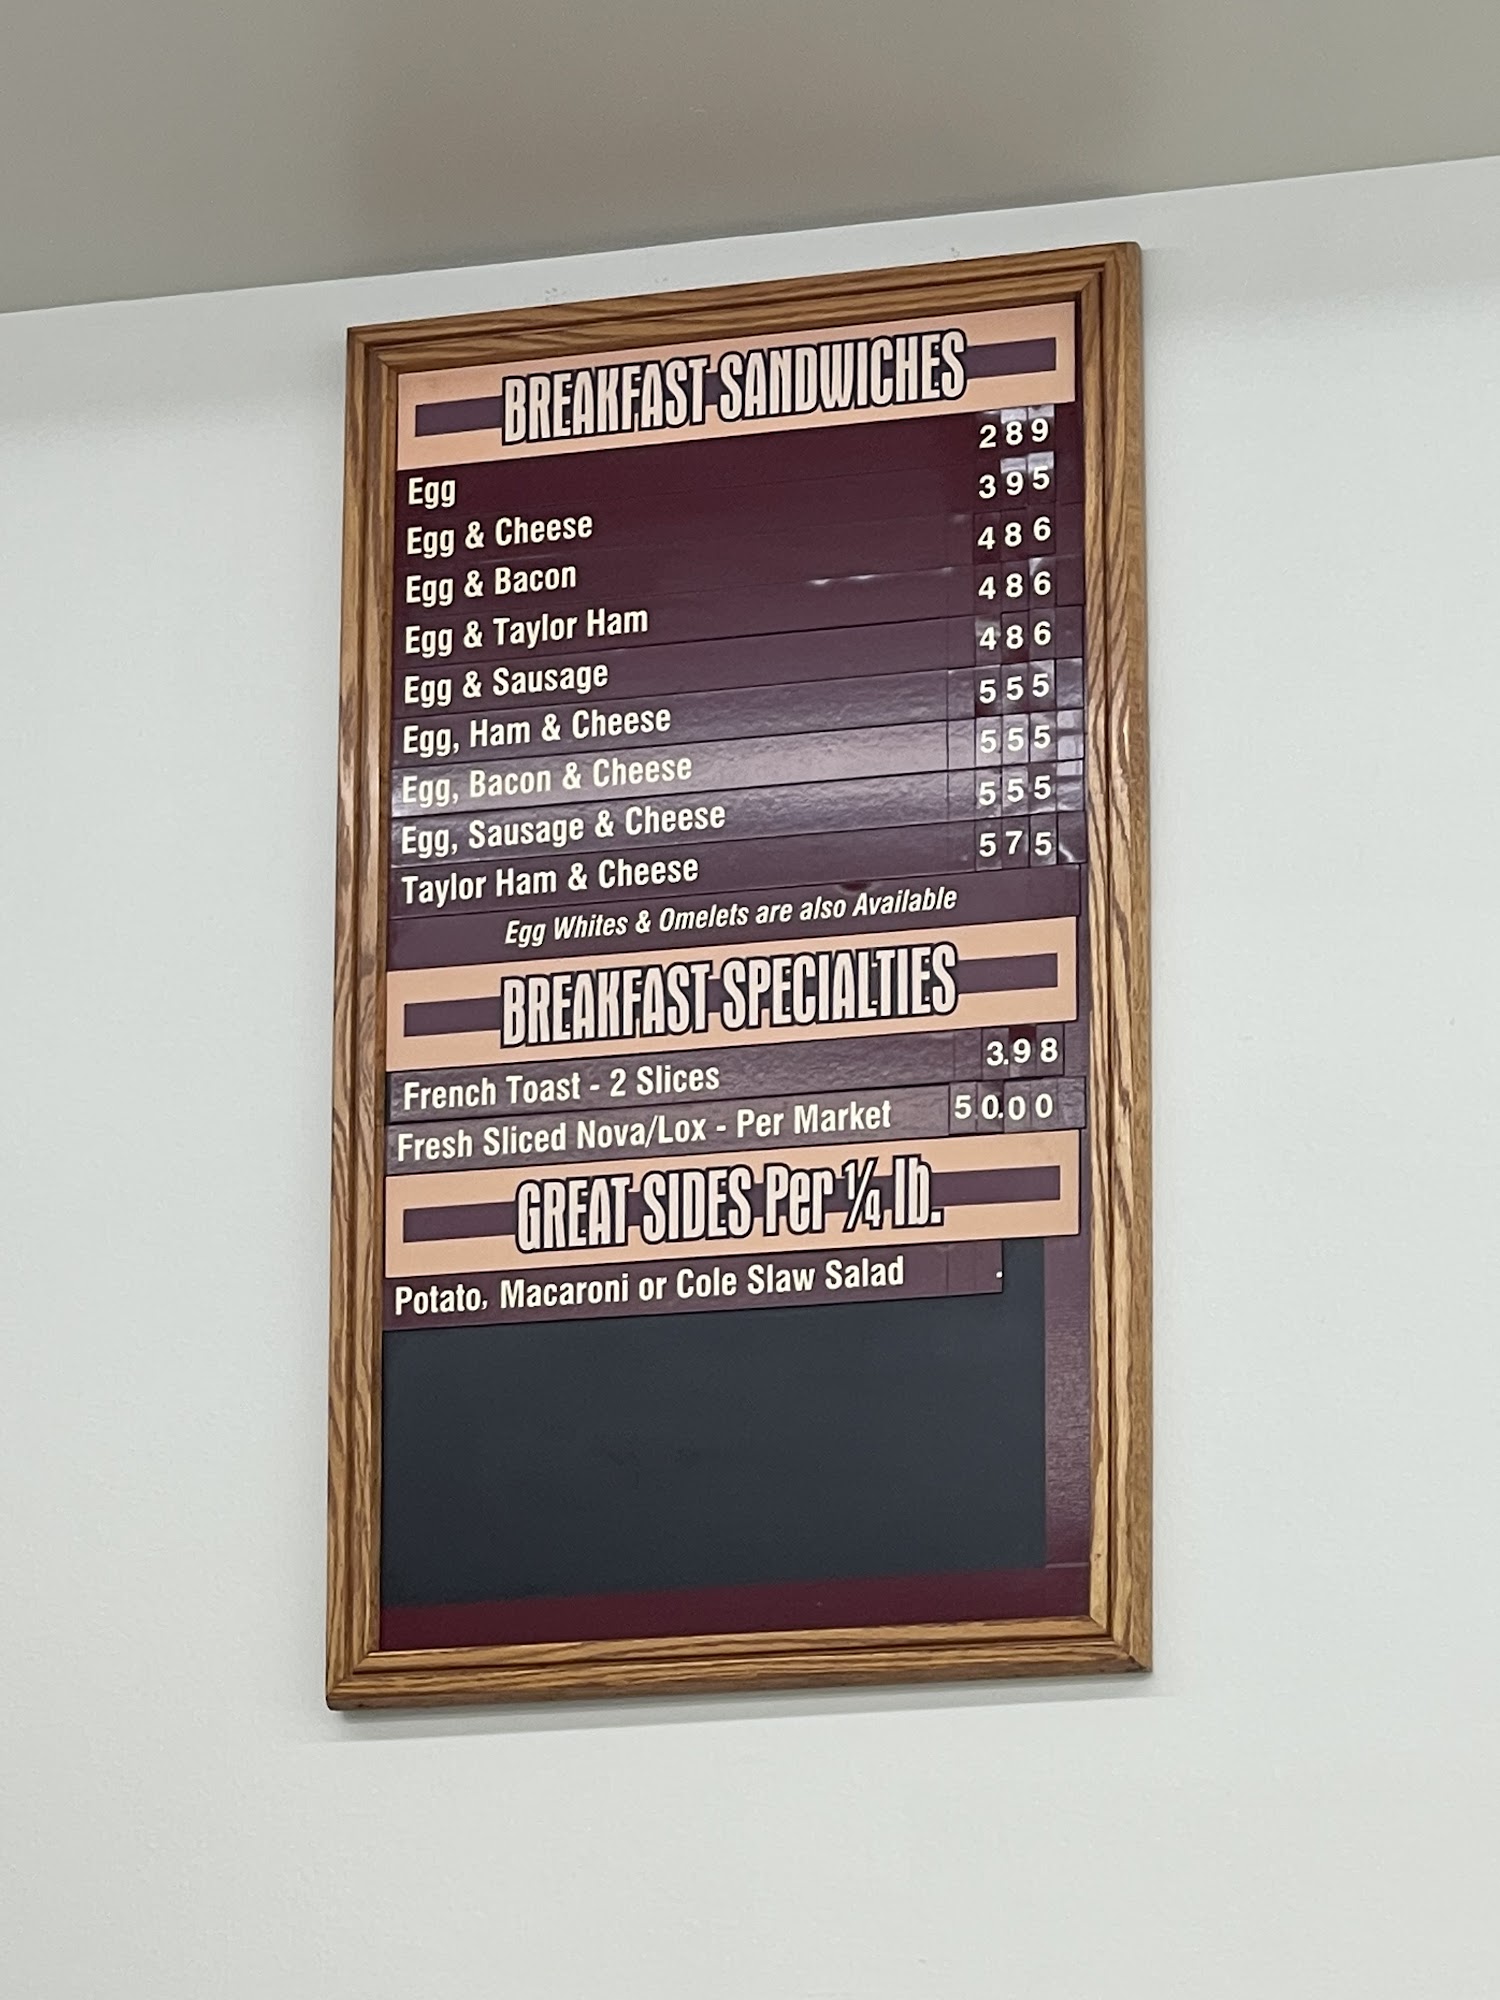 BREAKFAST SANDWICHES
Egg 289
Egg & Cheese 395
Egg & Bacon 486
Egg & Taylor Ham 486
Egg & Sausage 486
Egg, Ham & Cheese 555
Egg, Bacon & Cheese 555
Egg, Sausage & Cheese 555
Taylor Ham & Cheese 575
Egg Whites & Omelets are also Available
BREAKFAST SPECIALTIES
French Toast - 2 Slices 3.98
Fresh Sliced Nova/Lox - Per Market 50.00
GREAT SIDES Per 1/4 lb.
Potato, Macaroni or Cole Slaw Salad .